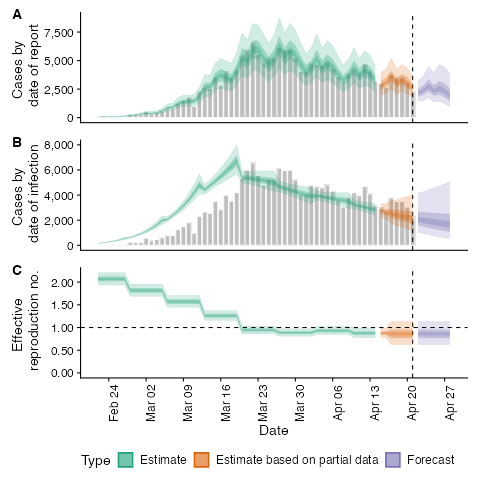 A
Cases by
date of report
7,500
5,000
2,500
0
B
Cases by
date of infection
8,000
6,000
4,000
2,000
0
C
Effective
reproduction no.
2.00
1.50
1.00
0.50
0.00
Feb 24
Mar 02
Mar 09
Mar 16
Mar 23
Mar 30
Apr 06
Apr 13
Apr 20
Apr 27
Date
Type Estimate Estimate based on partial data Forecast